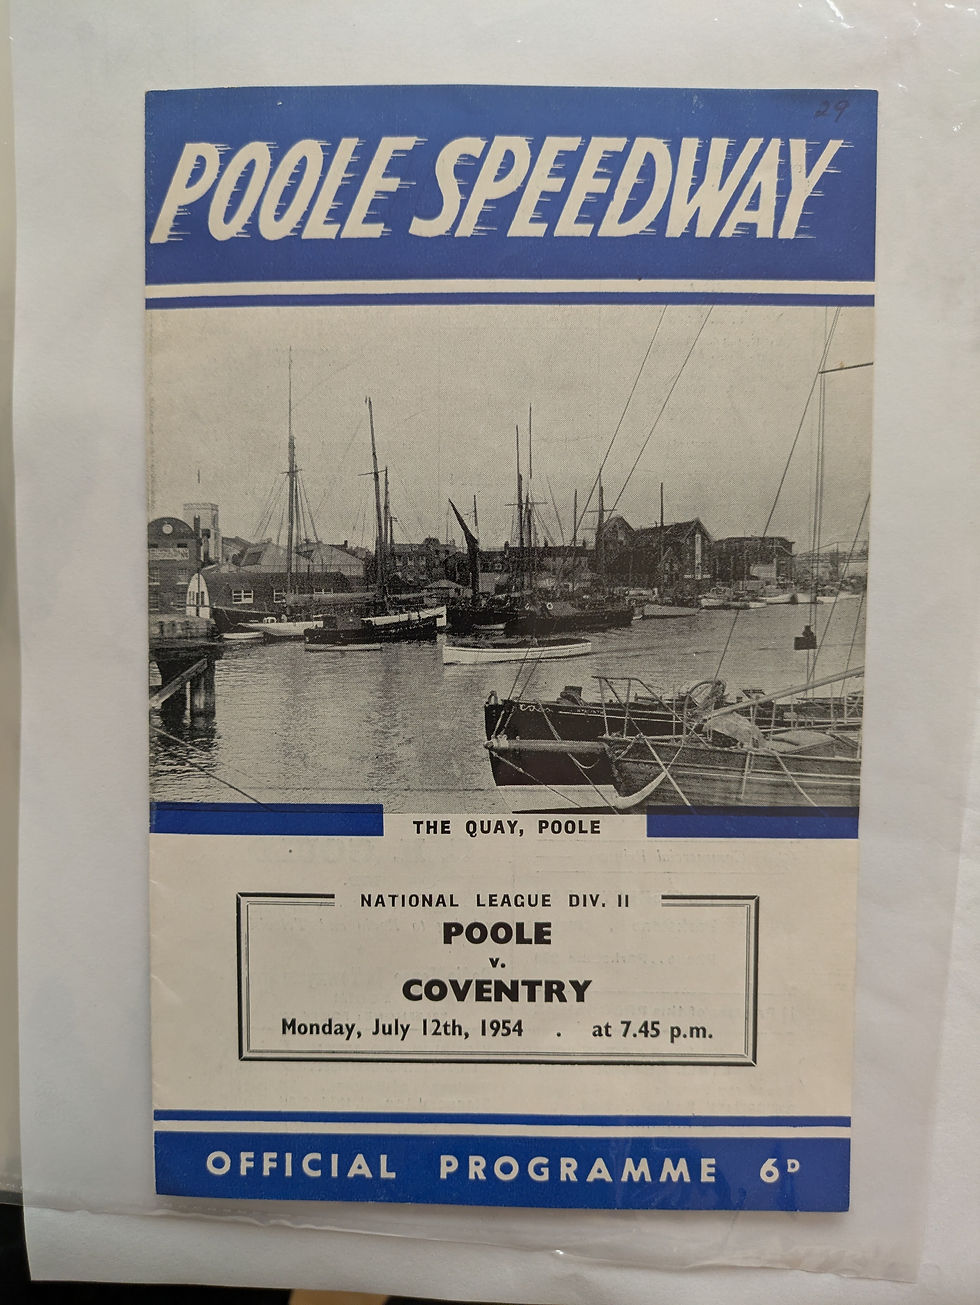 29
POOLE SPEEDWAY
THE QUAY, POOLE
NATIONAL LEAGUE DIV. II
POOLE
v.
COVENTRY
Monday, July 12th, 1954 . at 7.45 p.m.
OFFICIAL PROGRAMME 6D